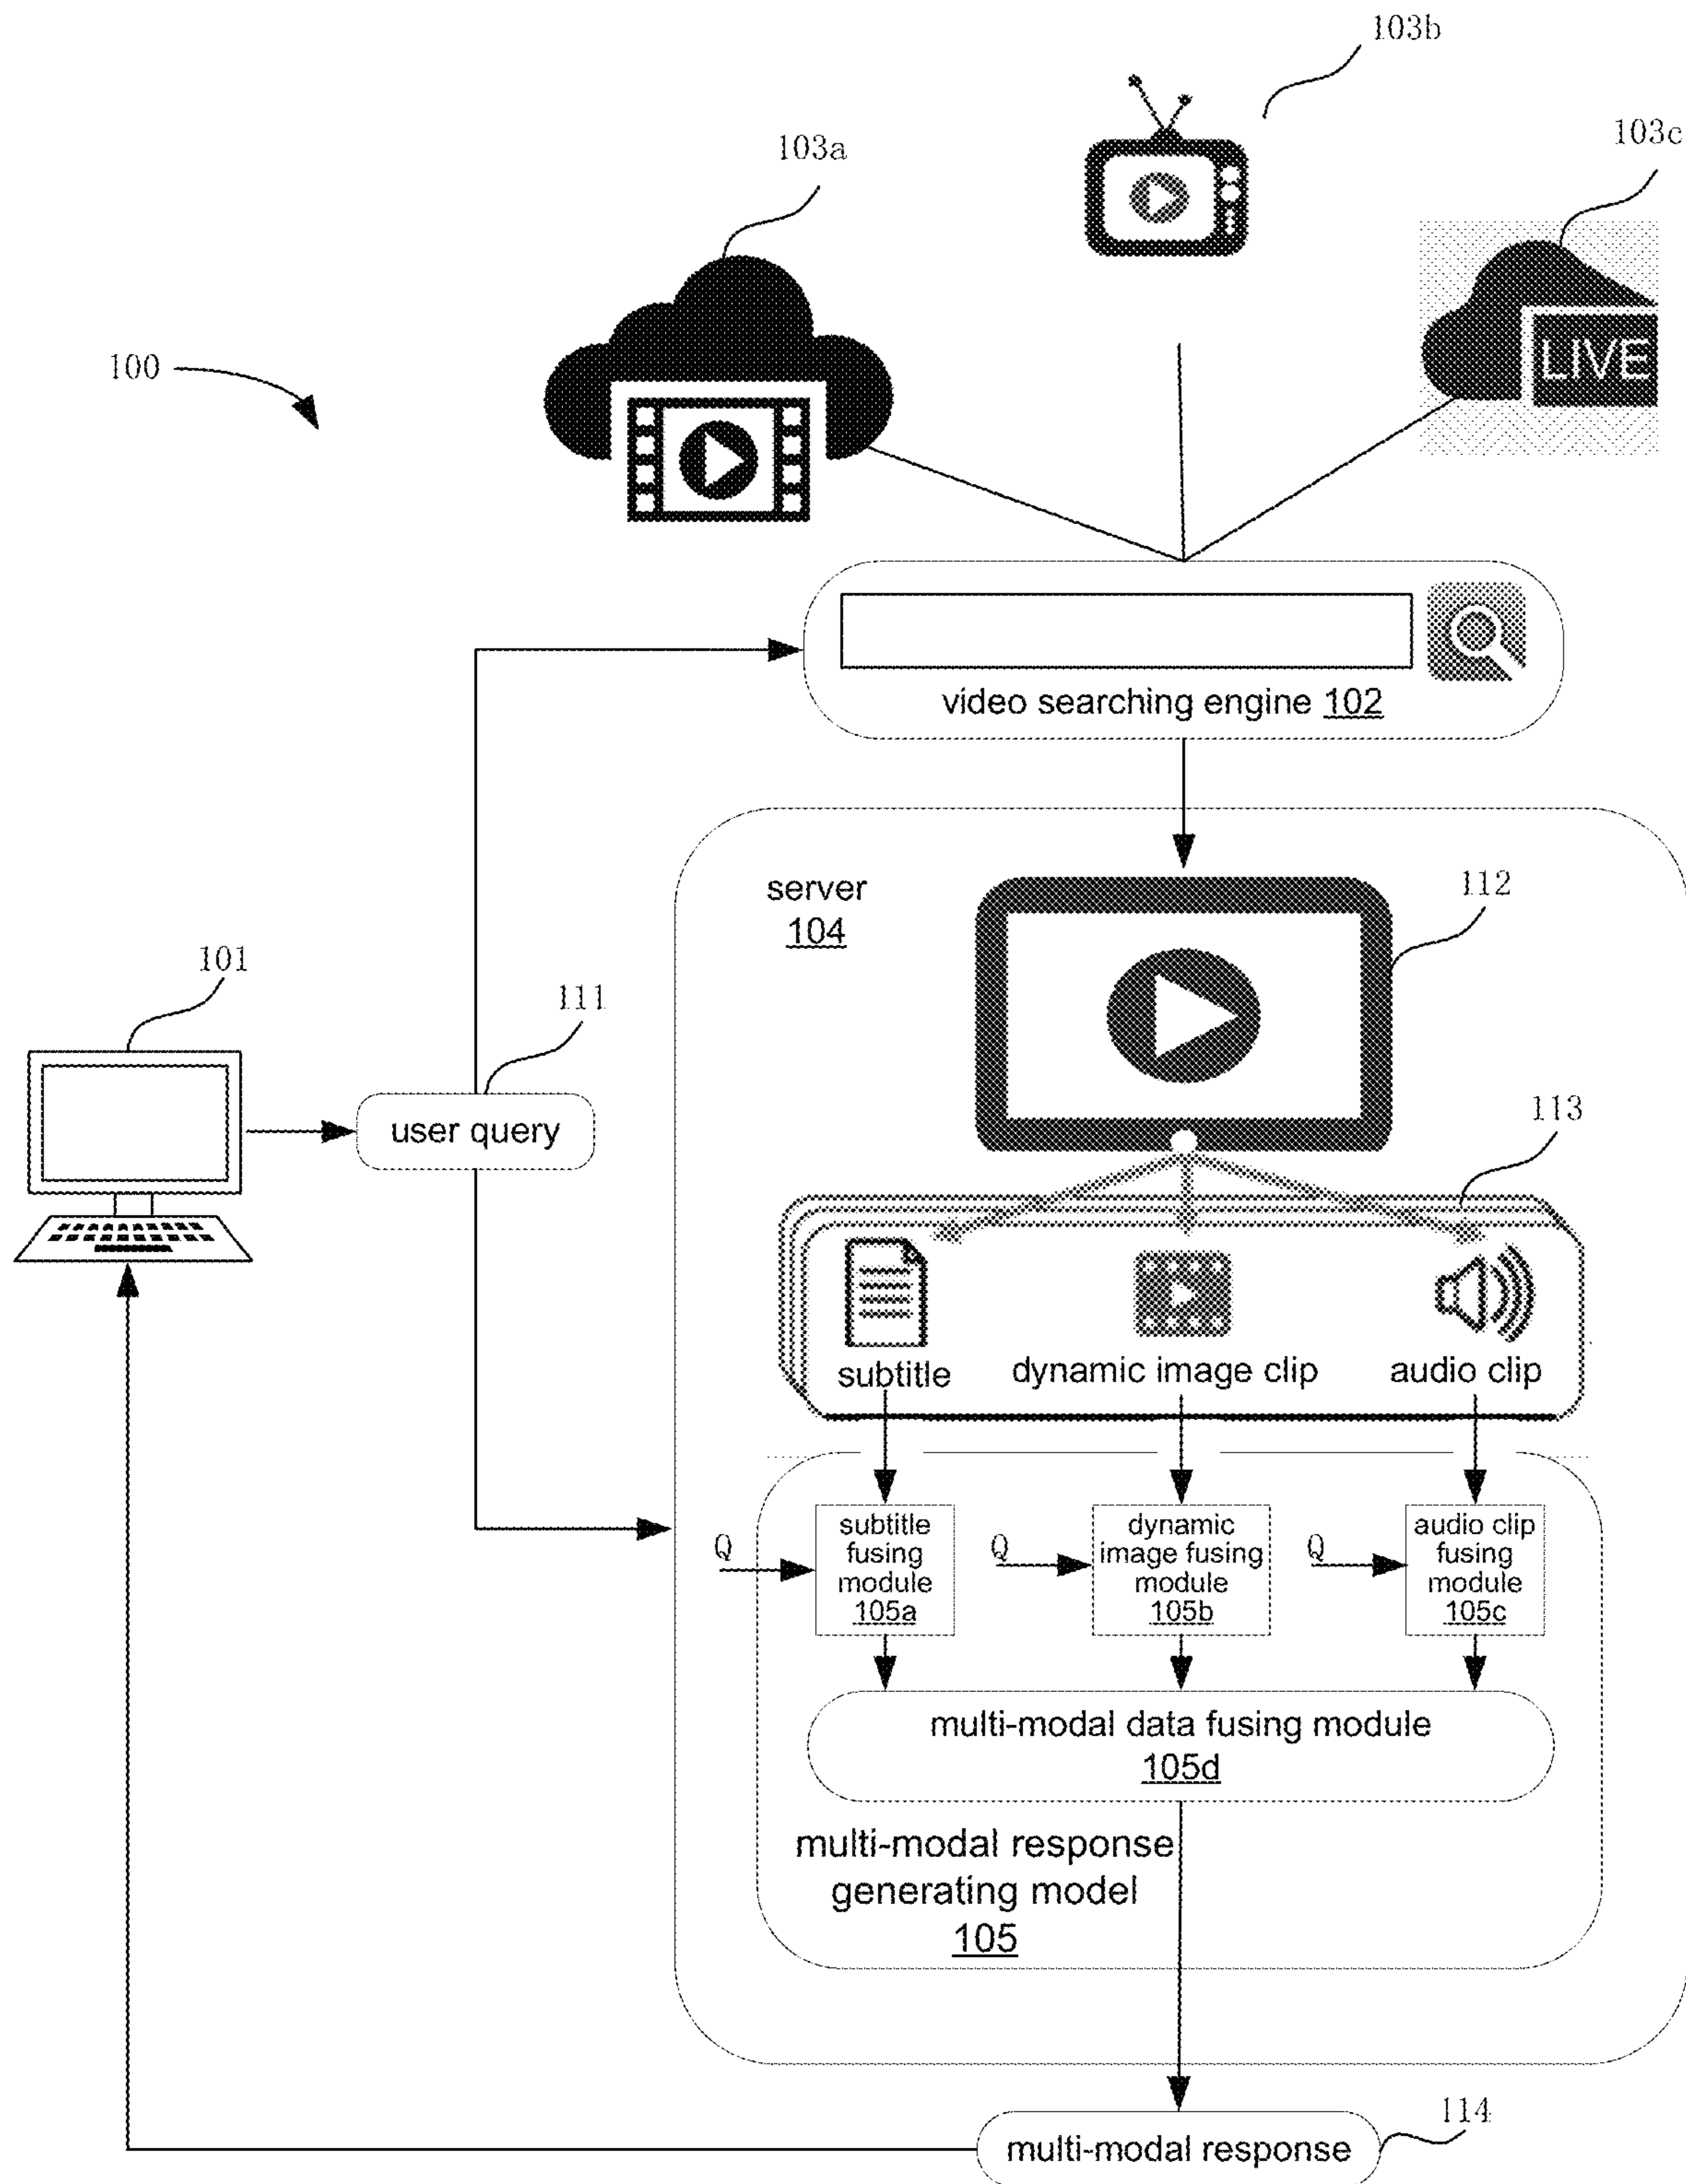 103b
103a
103c
100
LIVE
video searching engine 102
server
104
112
101
111
user query
113
subtitle
dynamic image clip
audio clip
Q
subtitle
fusing
module
105a
Q
dynamic
image fusing
module
105b
Q
audio clip
fusing
module
105c
multi-modal data fusing module
105d
multi-modal response
generating model
105
114
multi-modal response